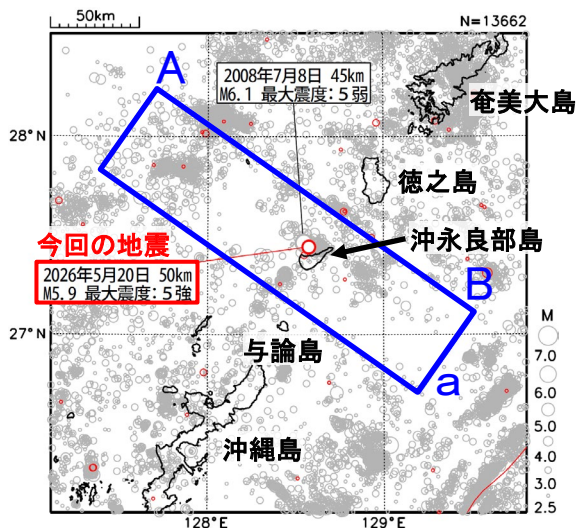 50km
N=13662
A
2008年7月8日 45km
M6.1 最大震度:5弱
奄美大島
28°N
徳之島
今回の地震
沖永良部島
2026年5月20日 50km
M5.9 最大震度:5強
B
27°N
与論島
a
沖縄島
M
7.0
6.0
5.0
4.0
3.0
2.5
128°E
129°E